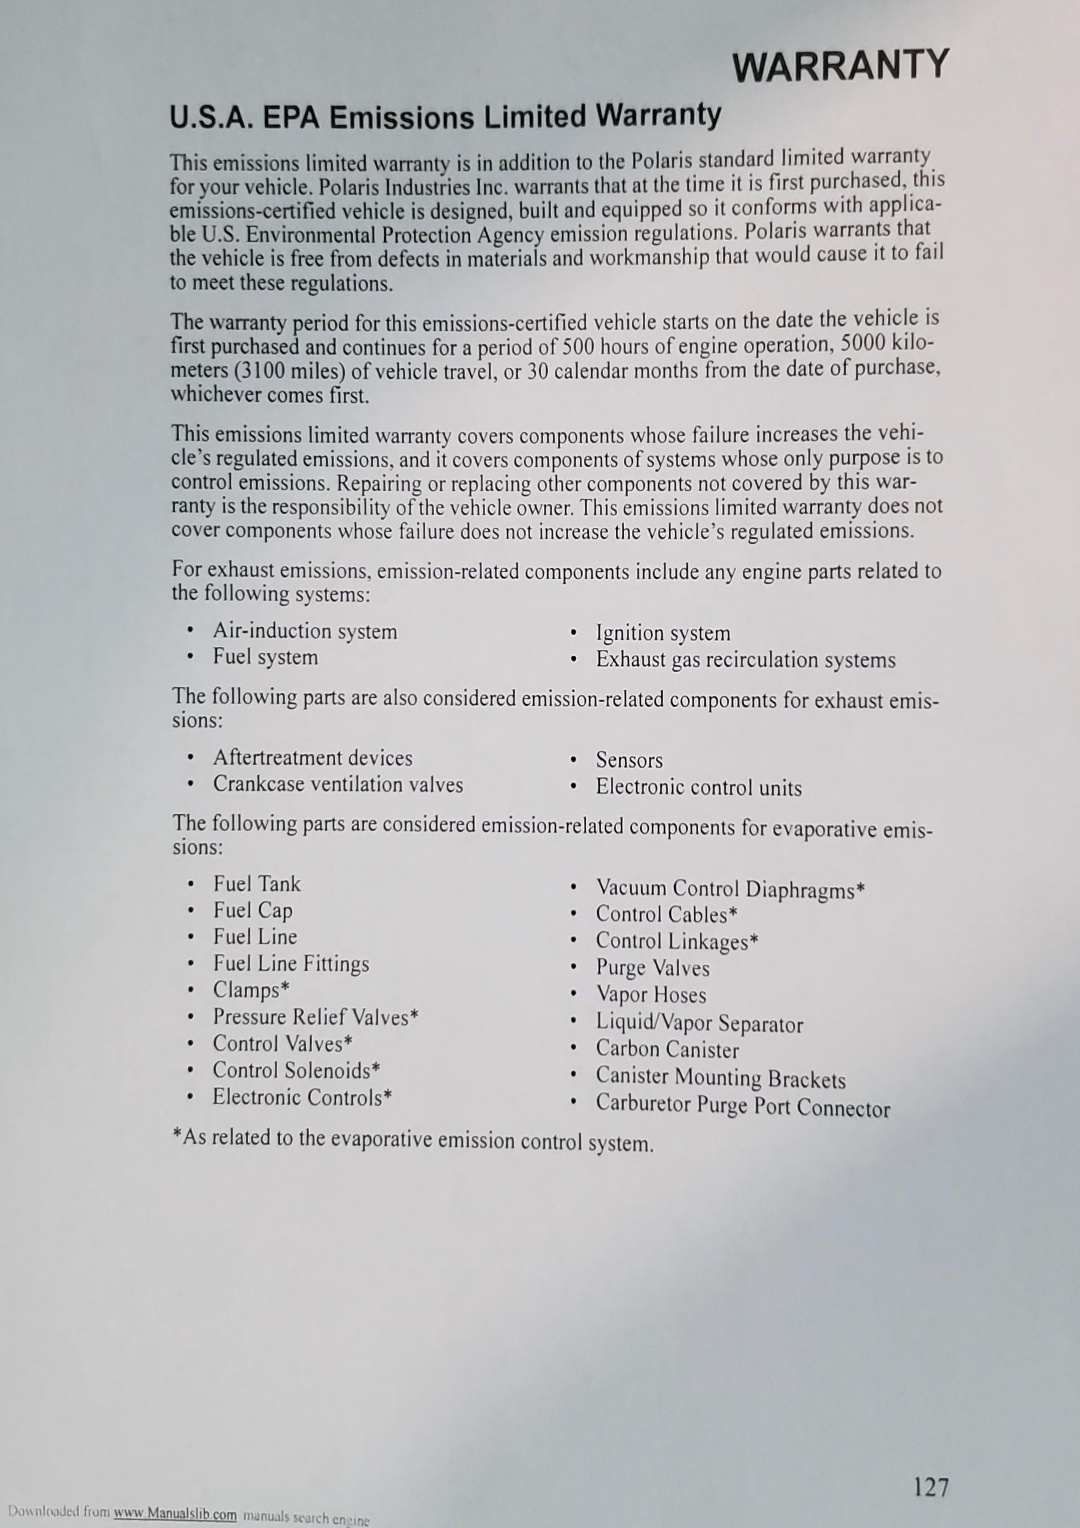 WARRANTY
U.S.A. EPA Emissions Limited Warranty
This emissions limited warranty is in addition to the Polaris standard limited warranty
for your vehicle. Polaris Industries Inc. warrants that at the time it is first purchased, this
emissions-certified vehicle is designed, built and equipped so it conforms with applica-
ble U.S. Environmental Protection Agency emission regulations. Polaris warrants that
the vehicle is free from defects in materials and workmanship that would cause it to fail
to meet these regulations.
The warranty period for this emissions-certified vehicle starts on the date the vehicle is
first purchased and continues for a period of 500 hours of engine operation, 5000 kilo-
meters (3100 miles) of vehicle travel, or 30 calendar months from the date of purchase,
whichever comes first.
This emissions limited warranty covers components whose failure increases the vehi-
cle's regulated emissions, and it covers components of systems whose only purpose is to
control emissions. Repairing or replacing other components not covered by this war-
ranty is the responsibility of the vehicle owner. This emissions limited warranty does not
cover components whose failure does not increase the vehicle's regulated emissions.
For exhaust emissions, emission-related components include any engine parts related to
the following systems:
• Air-induction system
• Fuel system
• Ignition system
• Exhaust gas recirculation systems
The following parts are also considered emission-related components for exhaust emis-
sions:
• Aftertreatment devices
• Crankcase ventilation valves
• Sensors
• Electronic control units
The following parts are considered emission-related components for evaporative emis-
sions:
• Fuel Tank
• Fuel Cap
• Fuel Line
• Fuel Line Fittings
• Clamps*
• Pressure Relief Valves*
• Control Valves*
• Control Solenoids*
• Electronic Controls*
• Vacuum Control Diaphragms*
• Control Cables*
• Control Linkages*
• Purge Valves
• Vapor Hoses
• Liquid/Vapor Separator
• Carbon Canister
• Canister Mounting Brackets
• Carburetor Purge Port Connector
*As related to the evaporative emission control system.
127
Downloaded from www.Manualslib.com manuals search engine